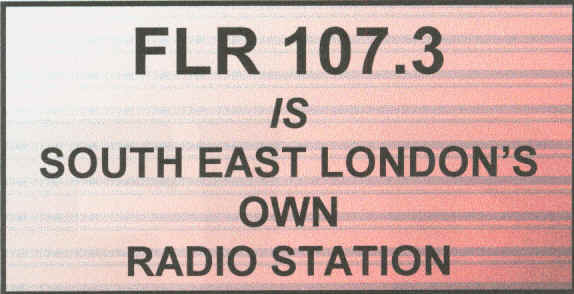 FLR 107.3
IS
SOUTH EAST LONDON'S
OWN
RADIO STATION